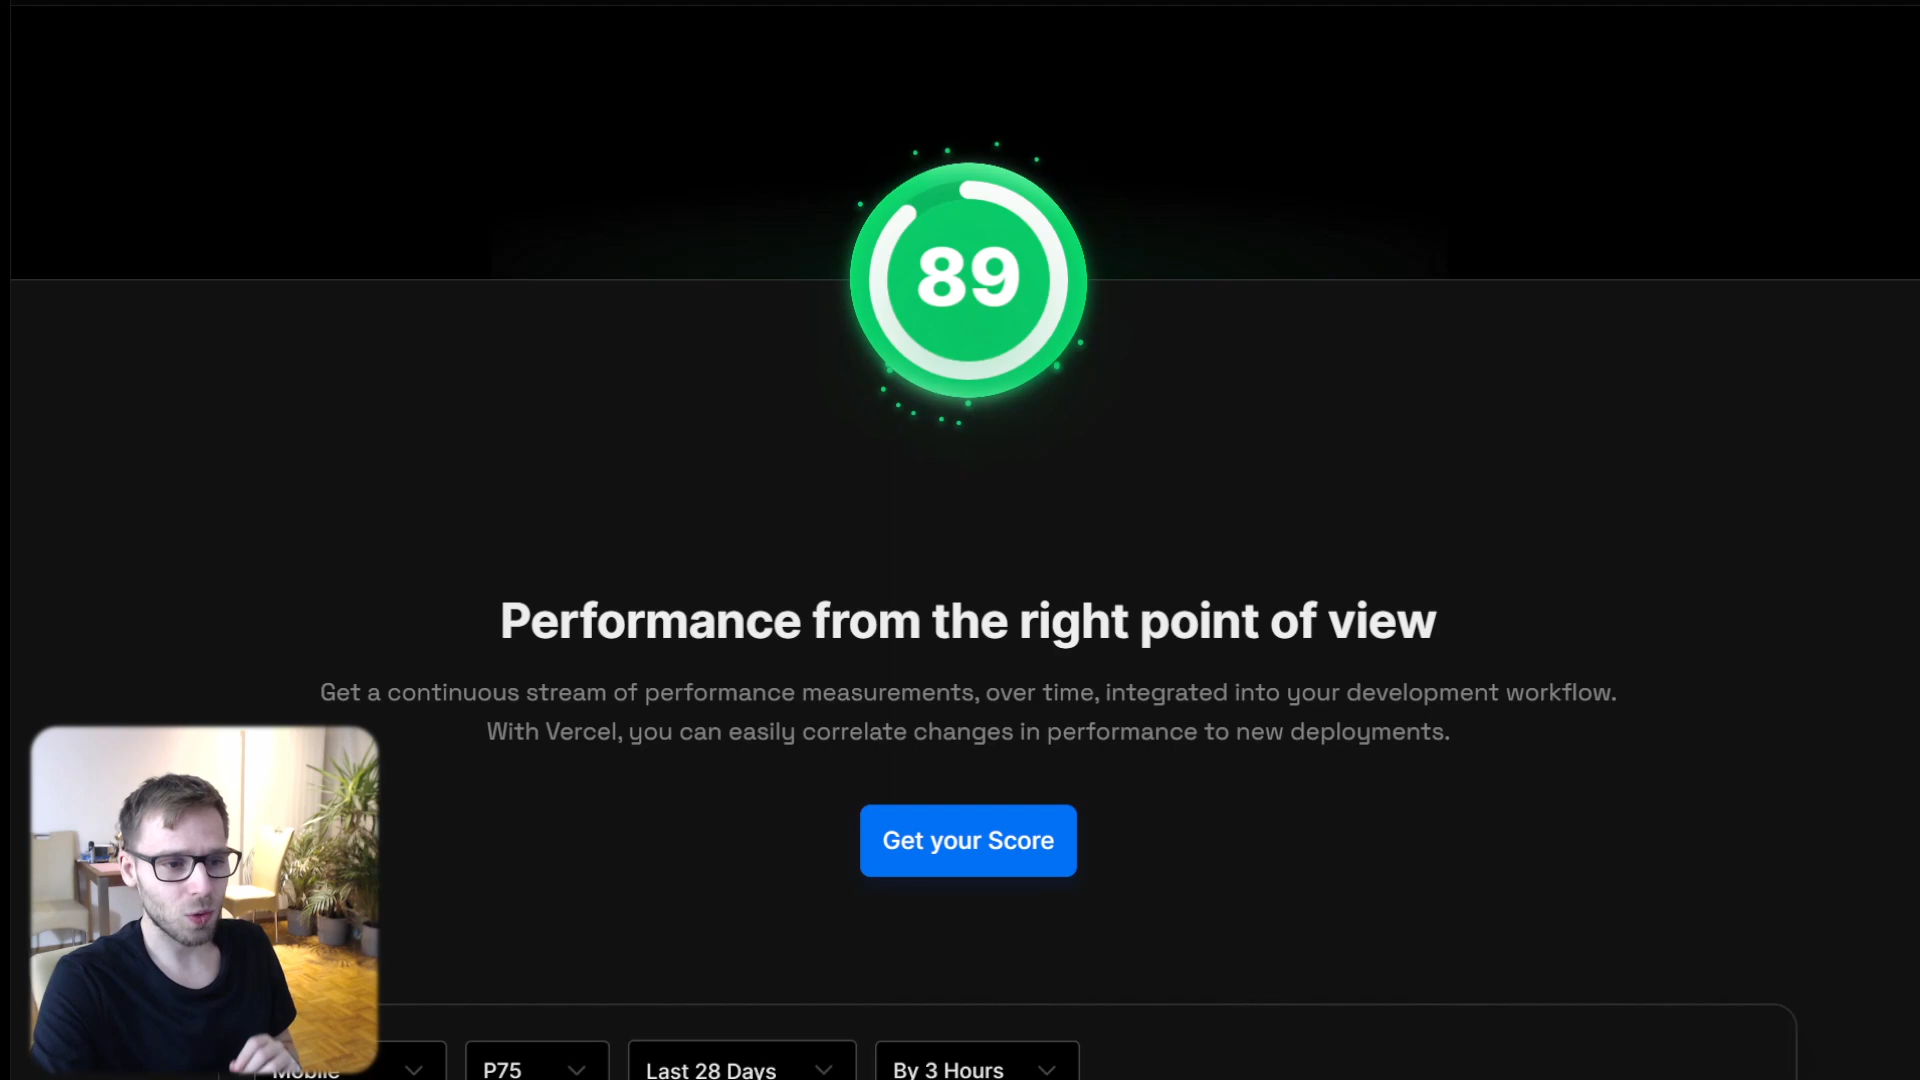 89
Performance from the right point of view
Get a continuous stream of performance measurements, over time, integrated into your development workflow.
With Vercel, you can easily correlate changes in performance to new deployments.
Get your Score
Mobile
P75
Last 28 Days
By 3 Hours